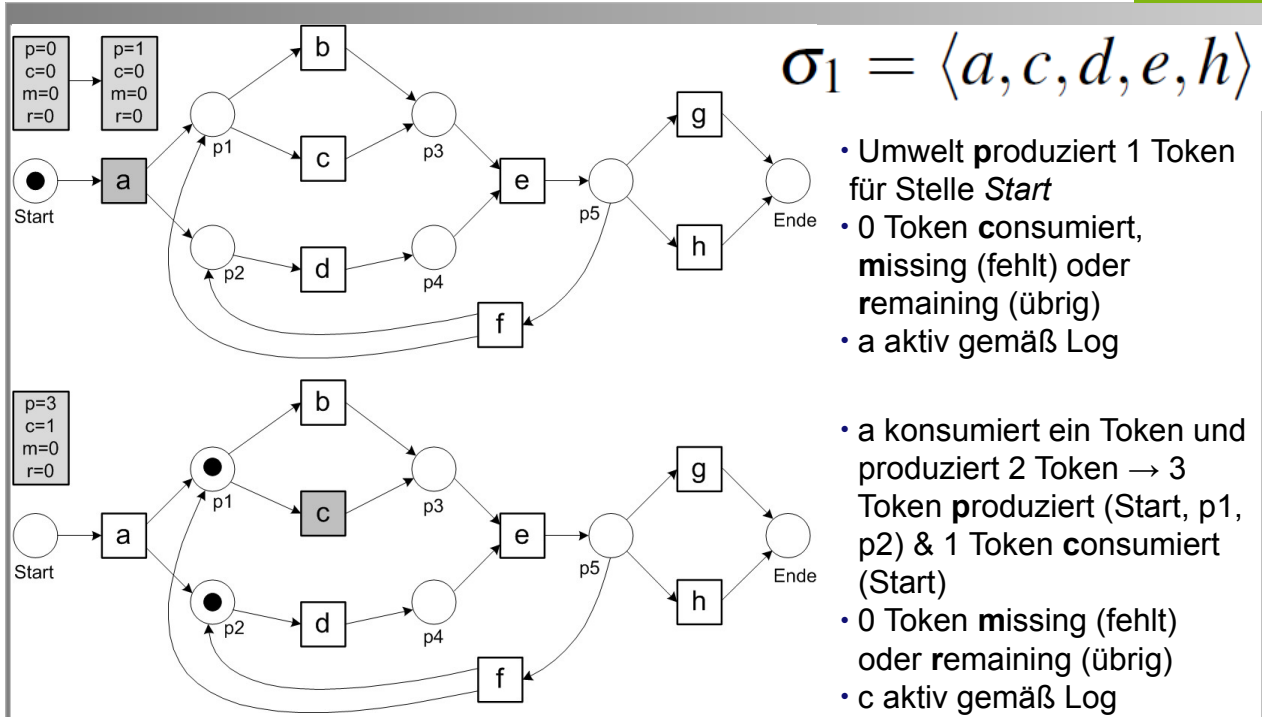 σ₁ = ⟨a, c, d, e, h⟩
p=0
c=0
m=0
r=0
p=1
c=0
m=0
r=0
b
g
p1
c
p3
a
e
Start
p5
Ende
p2
d
p4
h
f
• Umwelt produziert 1 Token
für Stelle Start
• 0 Token consumiert,
missing (fehlt) oder
remaining (übrig)
• a aktiv gemäß Log
p=3
c=1
m=0
r=0
b
g
p1
c
p3
a
e
Start
p5
Ende
p2
d
p4
h
f
• a konsumiert ein Token und
produziert 2 Token → 3
Token produziert (Start, p1,
p2) & 1 Token consumiert
(Start)
• 0 Token missing (fehlt)
oder remaining (übrig)
• c aktiv gemäß Log